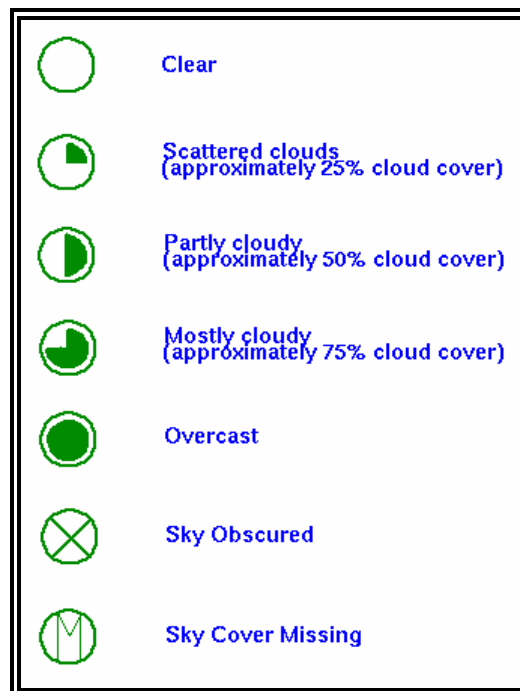 Clear
Scattered clouds
(approximately 25% cloud cover)
Partly cloudy
(approximately 50% cloud cover)
Mostly cloudy
(approximately 75% cloud cover)
Overcast
Sky Obscured
M Sky Cover Missing